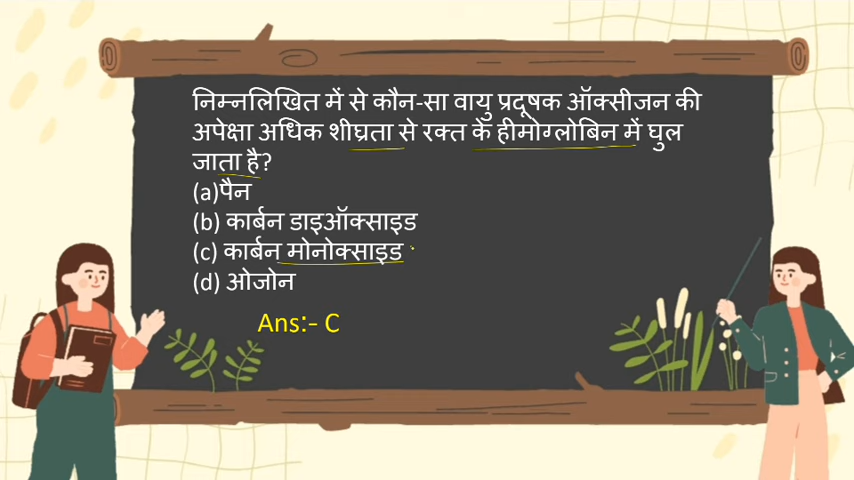 निम्नलिखित में से कौन-सा वायु प्रदूषक ऑक्सीजन की
अपेक्षा अधिक शीघ्रता से रक्त के हीमोग्लोबिन में घुल
जाता है?
(a)पैन
(b) कार्बन डाइऑक्साइड
(c) कार्बन मोनोक्साइड
(d) ओजोन
Ans:- C